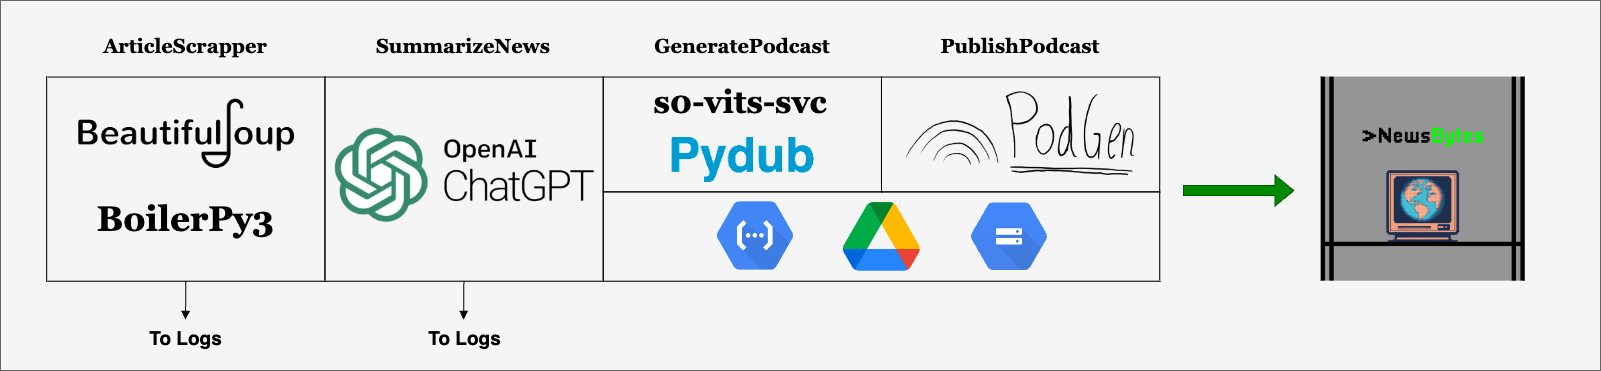 ArticleScrapper
SummarizeNews
GeneratePodcast
PublishPodcast
BeautifulSoup
BoilerPy3
OpenAI
ChatGPT
so-vits-svc
Pydub
PodGen
>NewsBytes
To Logs
To Logs